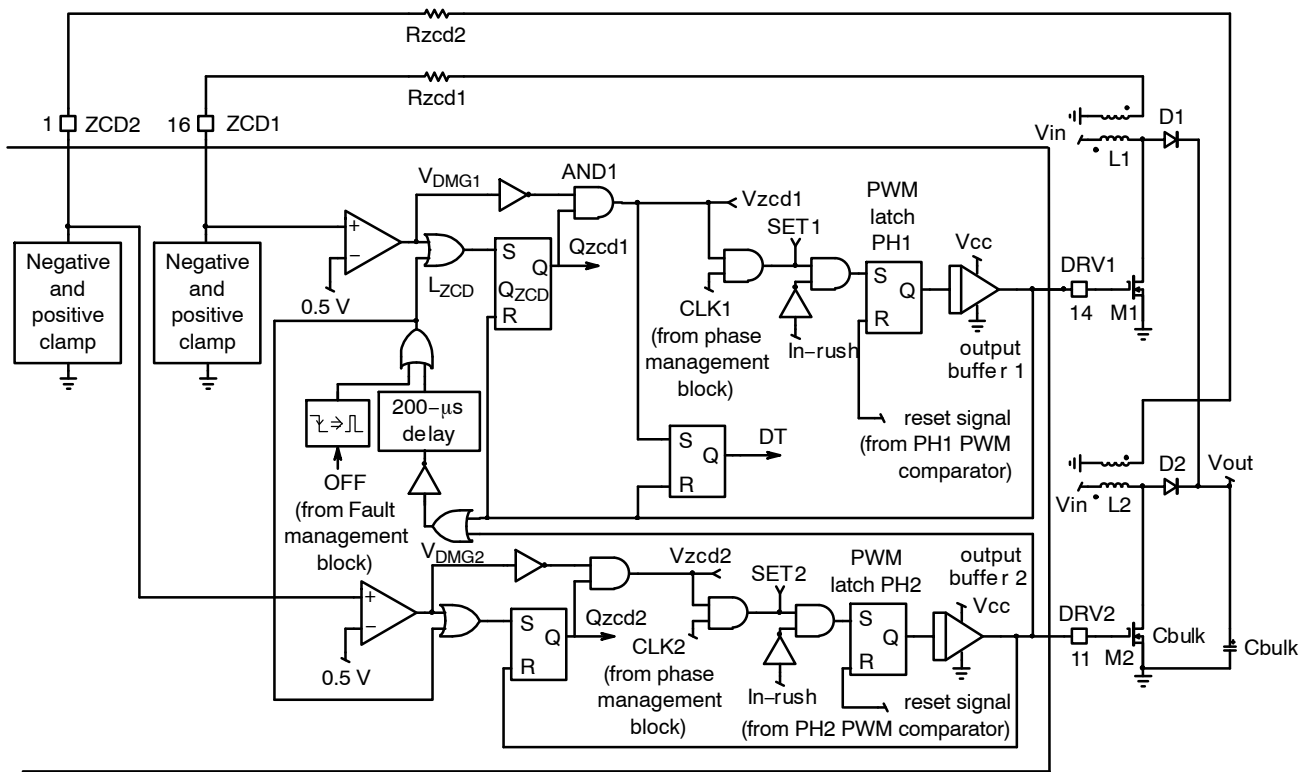 Rzcd2
Rzcd1
1
ZCD2
16
ZCD1
Vin
D1
L1
AND1
VDMG1
Vzcd1
SET1
PWM
latch
PH1
Vcc
DRV1
14
M1
Negative
and
positive
clamp
Negative
and
positive
clamp
+
−
0.5 V
LZCD
S
Q
QZCD
R
Qzcd1
CLK1
(from phase
management
block)
In−rush
S
Q
R
output
buffer 1
200−μs
delay
OFF
(from Fault
management
block)
S
Q
R
DT
reset signal
(from PH1 PWM
comparator)
D2
Vout
Vin
L2
VDMG2
Vzcd2
SET2
PWM
latch PH2
output
buffer 2
Vcc
+
−
0.5 V
S
Q
R
Qzcd2
CLK2
(from phase
management
block)
In−rush
S
Q
R
reset signal
(from PH2 PWM comparator)
DRV2
11
M2
Cbulk
Cbulk